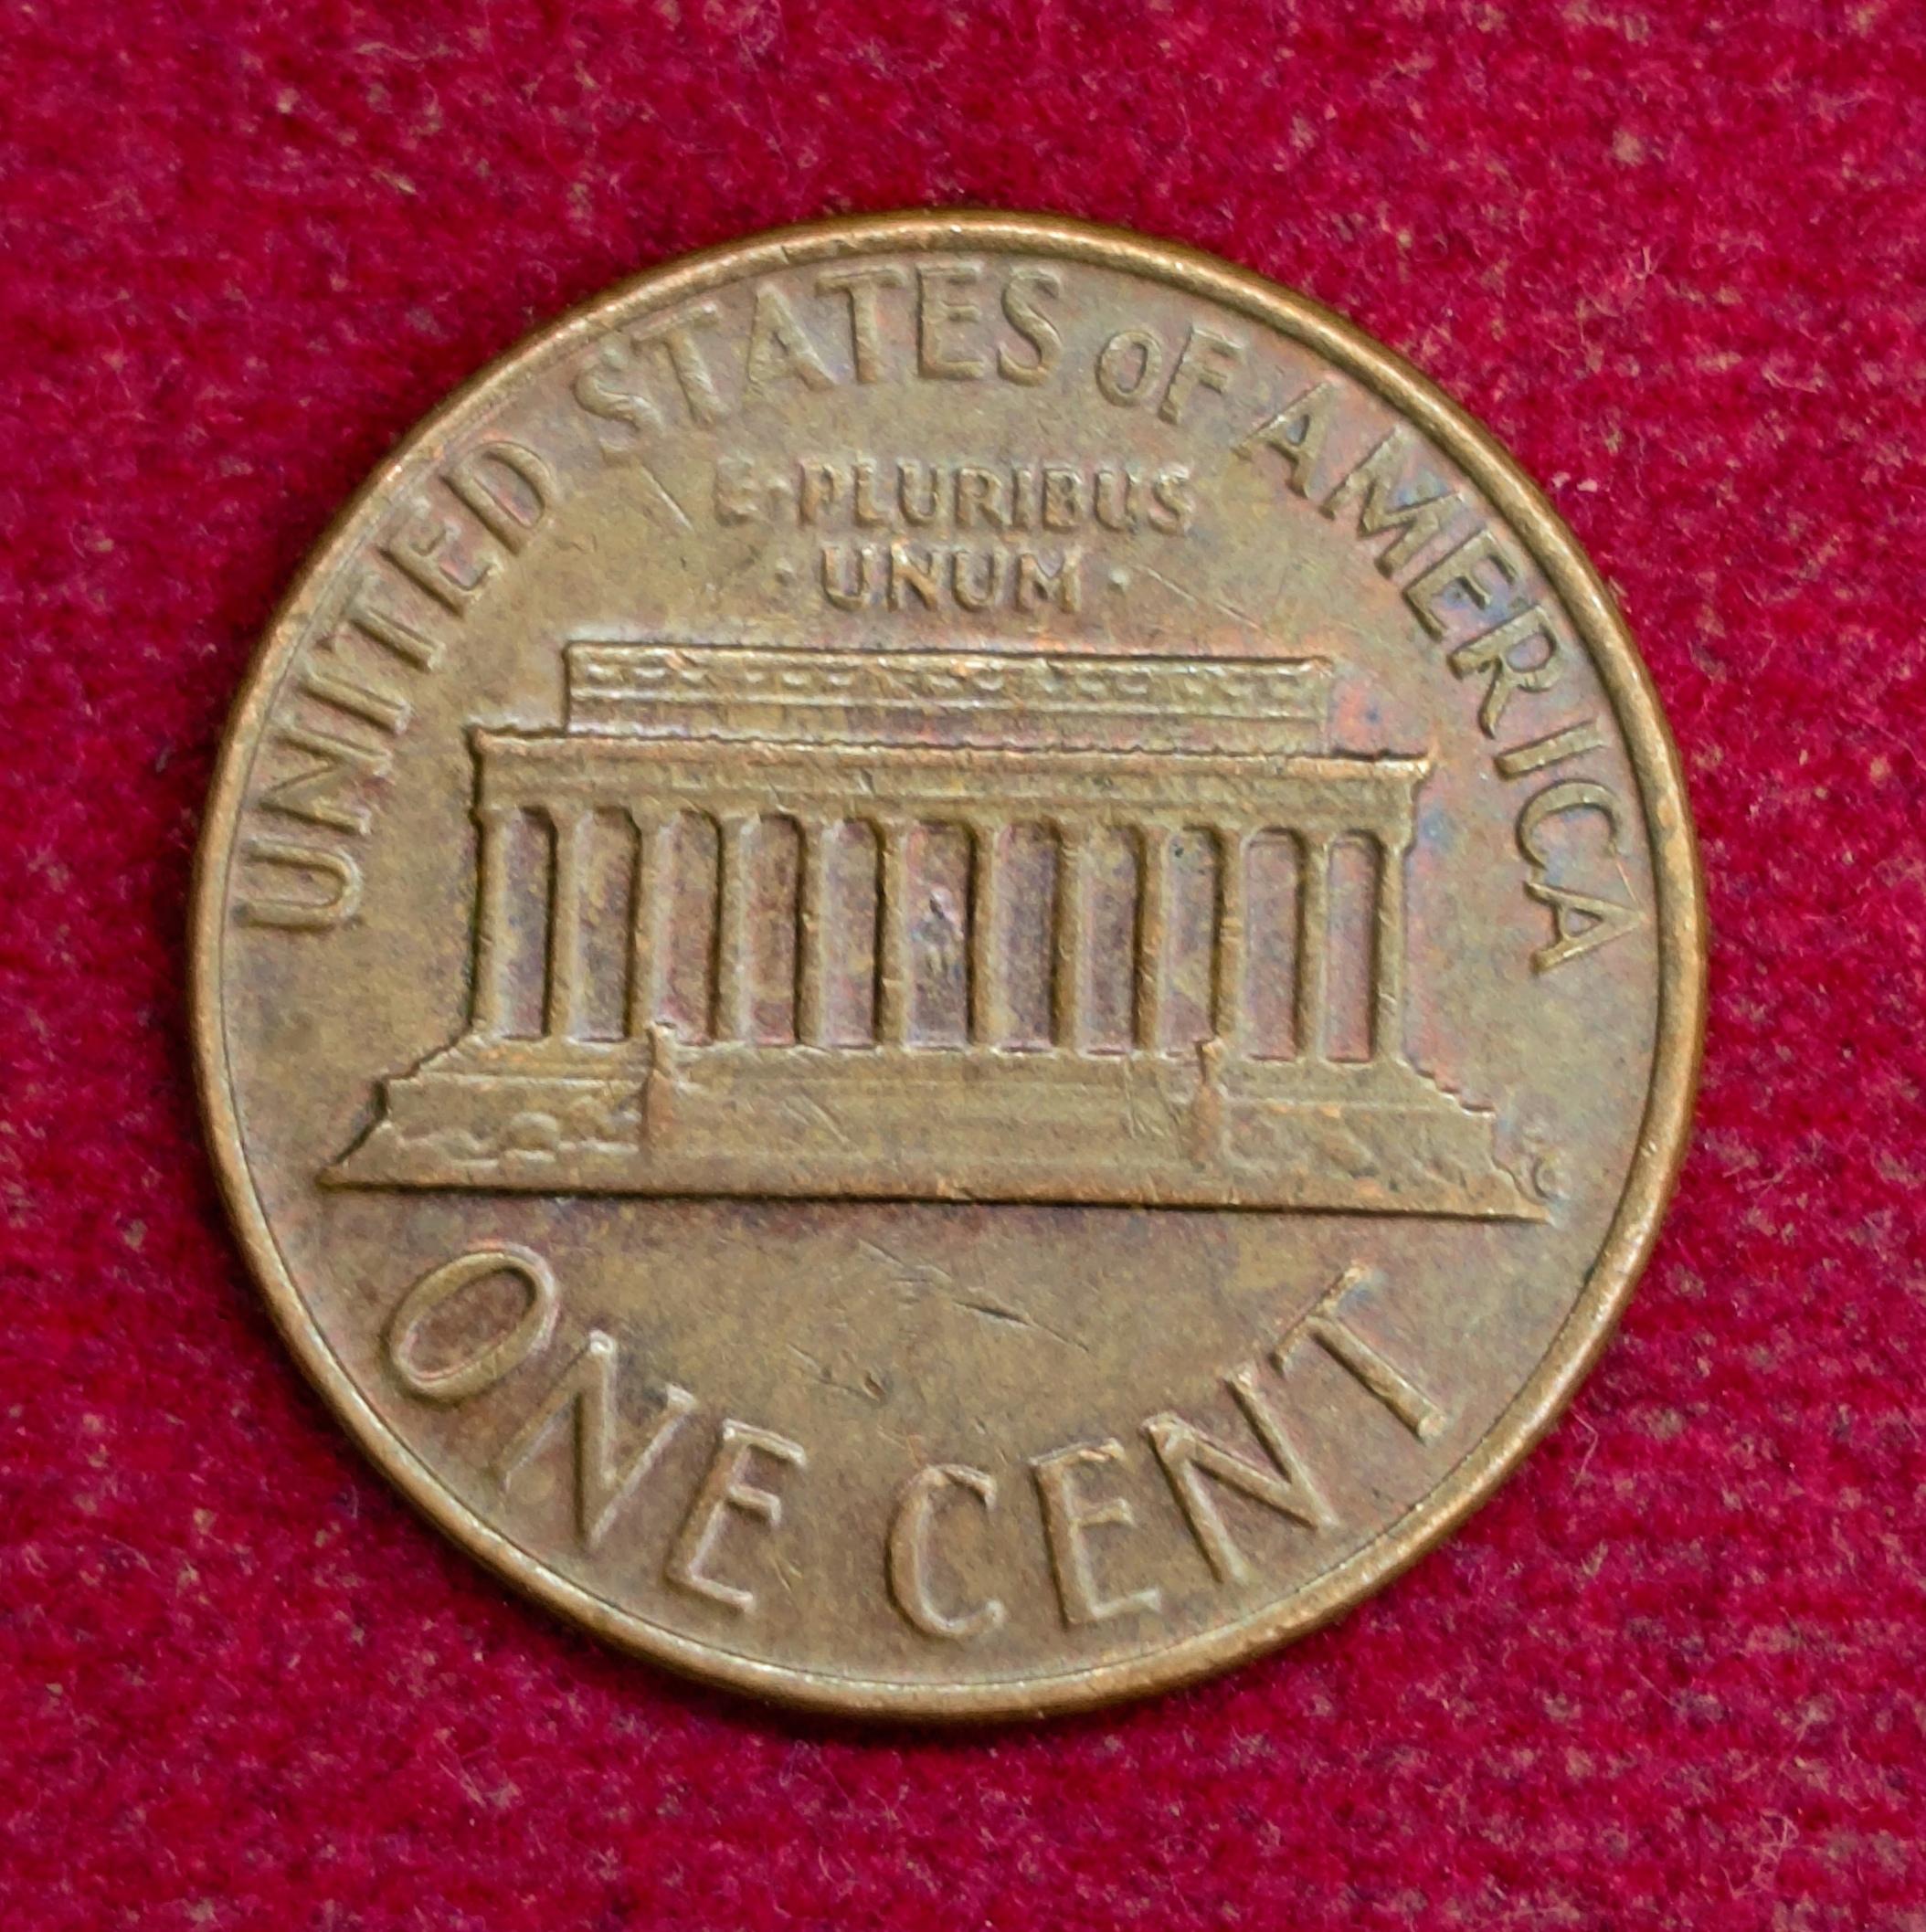 UNITED STATES OF AMERICA
E·PLURIBUS
·UNUM·
ONE CENT